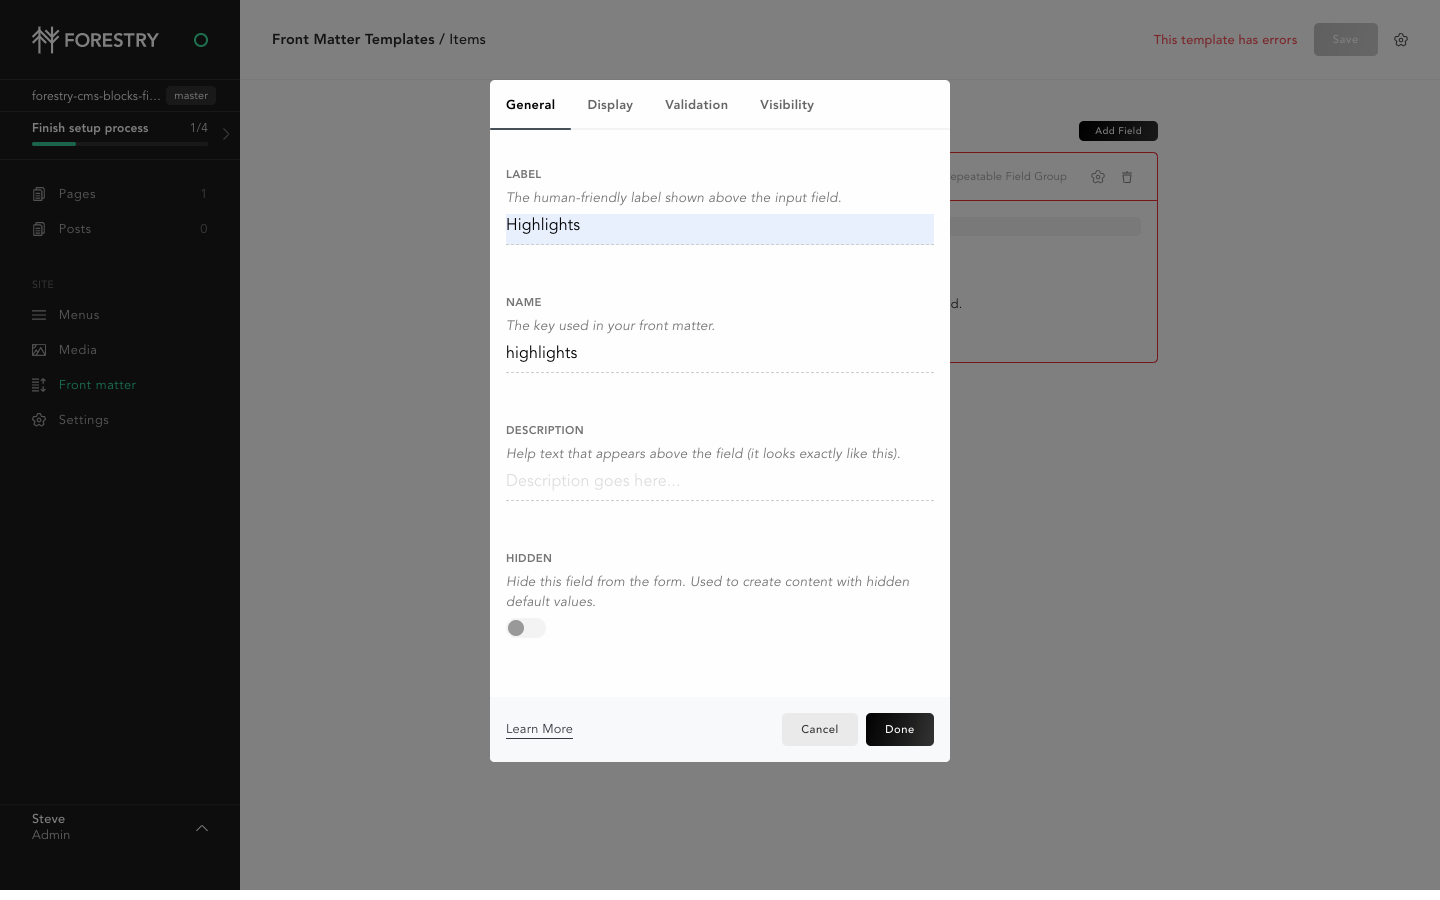 FORESTRY
forestry-cms-blocks-fi... master
Finish setup process 1/4
Pages 1
Posts 0
SITE
Menus
Media
Front matter
Settings
Steve
Admin
Front Matter Templates / Items
This template has errors
Save
Add Field
epeatable Field Group
d.
General Display Validation Visibility
LABEL
The human-friendly label shown above the input field.
Highlights
NAME
The key used in your front matter.
highlights
DESCRIPTION
Help text that appears above the field (it looks exactly like this).
Description goes here...
HIDDEN
Hide this field from the form. Used to create content with hidden
default values.
Learn More Cancel Done